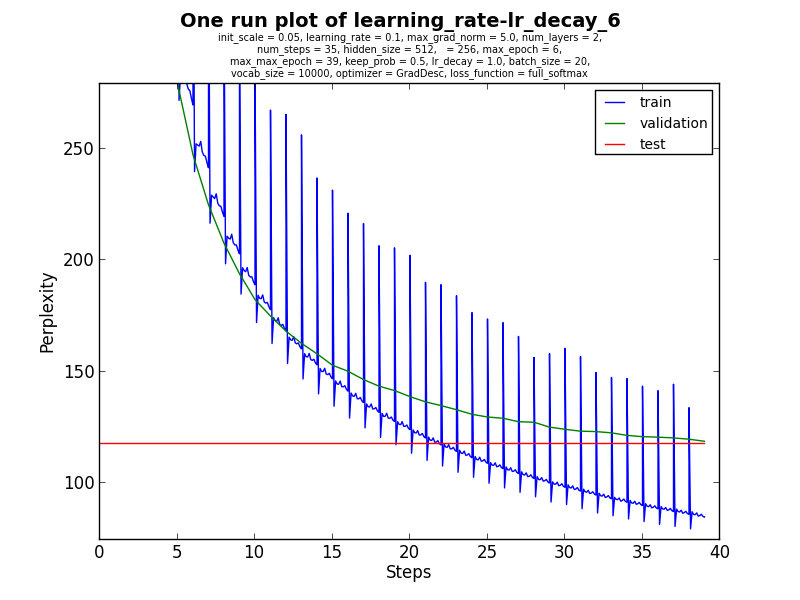 One run plot of learning_rate-lr_decay_6
init_scale = 0.05, learning_rate = 0.1, max_grad_norm = 5.0, num_layers = 2,
num_steps = 35, hidden_size = 512,   = 256, max_epoch = 6,
max_max_epoch = 39, keep_prob = 0.5, lr_decay = 1.0, batch_size = 20,
vocab_size = 10000, optimizer = GradDesc, loss_function = full_softmax
train
validation
test
250
200
150
100
Perplexity
0 5 10 15 20 25 30 35 40
Steps